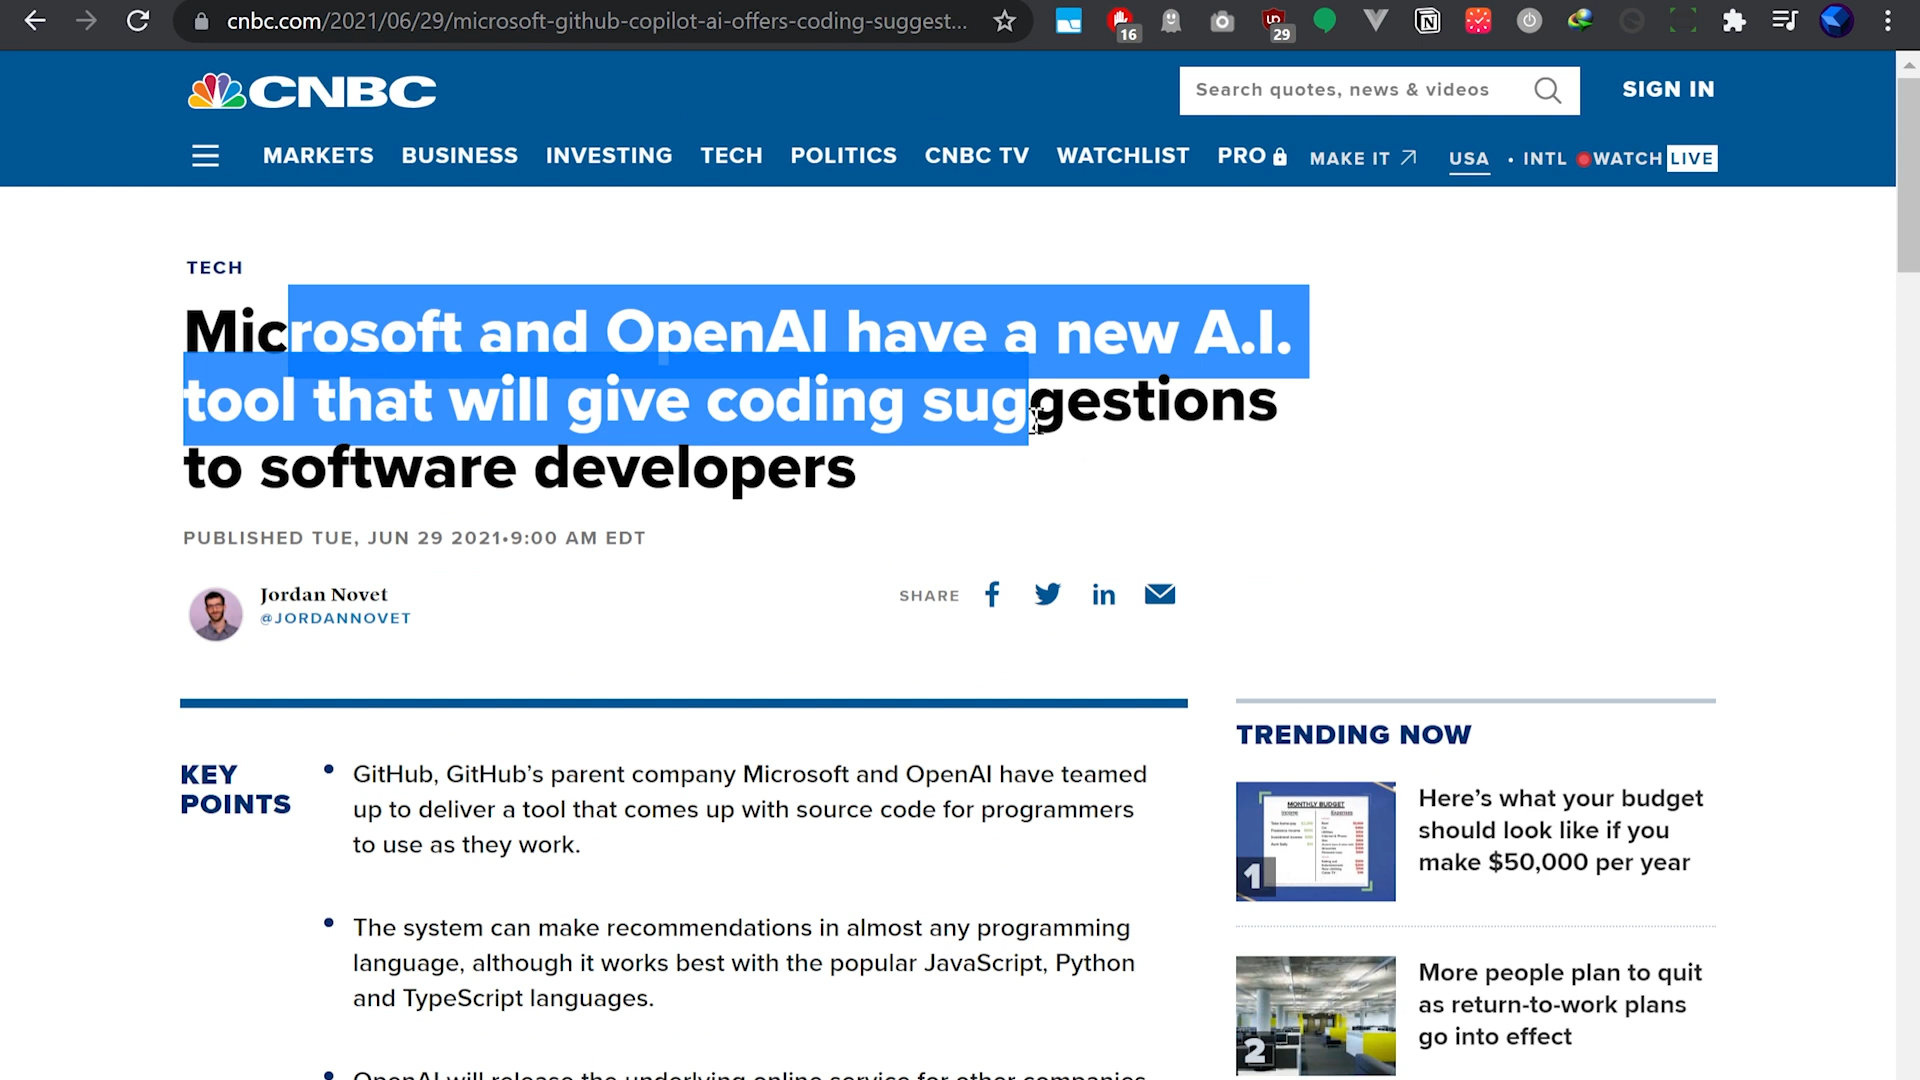 cnbc.com/2021/06/29/microsoft-github-copilot-ai-offers-coding-suggest...
16
29
CNBC
Search quotes, news & videos
SIGN IN
MARKETS BUSINESS INVESTING TECH POLITICS CNBC TV WATCHLIST PRO MAKE IT USA • INTL WATCH LIVE
TECH
Microsoft and OpenAI have a new A.I.
tool that will give coding suggestions
to software developers
PUBLISHED TUE, JUN 29 2021•9:00 AM EDT
Jordan Novet
@JORDANNOVET
SHARE
KEY
POINTS
• GitHub, GitHub’s parent company Microsoft and OpenAI have teamed
up to deliver a tool that comes up with source code for programmers
to use as they work.
• The system can make recommendations in almost any programming
language, although it works best with the popular JavaScript, Python
and TypeScript languages.
• OpenAI will release the underlying online service for other companies
TRENDING NOW
MONTHLY BUDGET
1
Here’s what your budget
should look like if you
make $50,000 per year
2
More people plan to quit
as return-to-work plans
go into effect